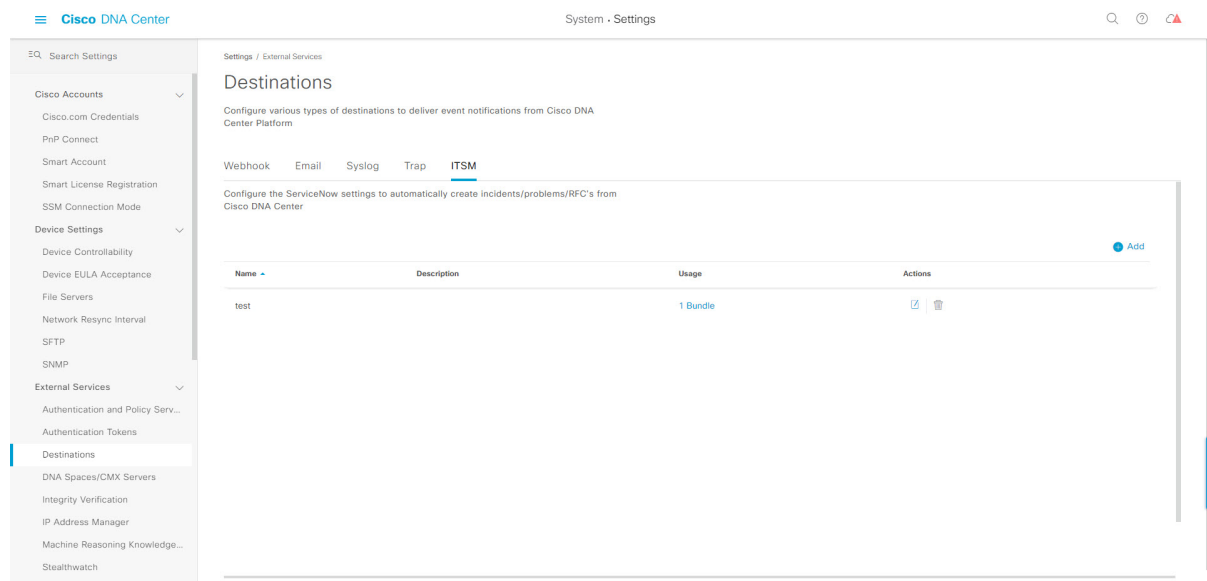 Cisco DNA Center
System • Settings
Search Settings
Cisco Accounts
Cisco.com Credentials
PnP Connect
Smart Account
Smart License Registration
SSM Connection Mode
Device Settings
Device Controllability
Device EULA Acceptance
File Servers
Network Resync Interval
SFTP
SNMP
External Services
Authentication and Policy Serv...
Authentication Tokens
Destinations
DNA Spaces/CMX Servers
Integrity Verification
IP Address Manager
Machine Reasoning Knowledge...
Stealthwatch
Settings / External Services
Destinations
Configure various types of destinations to deliver event notifications from Cisco DNA
Center Platform
Webhook Email Syslog Trap ITSM
Configure the ServiceNow settings to automatically create incidents/problems/RFC's from
Cisco DNA Center
Add
Name Description Usage Actions
test 1 Bundle